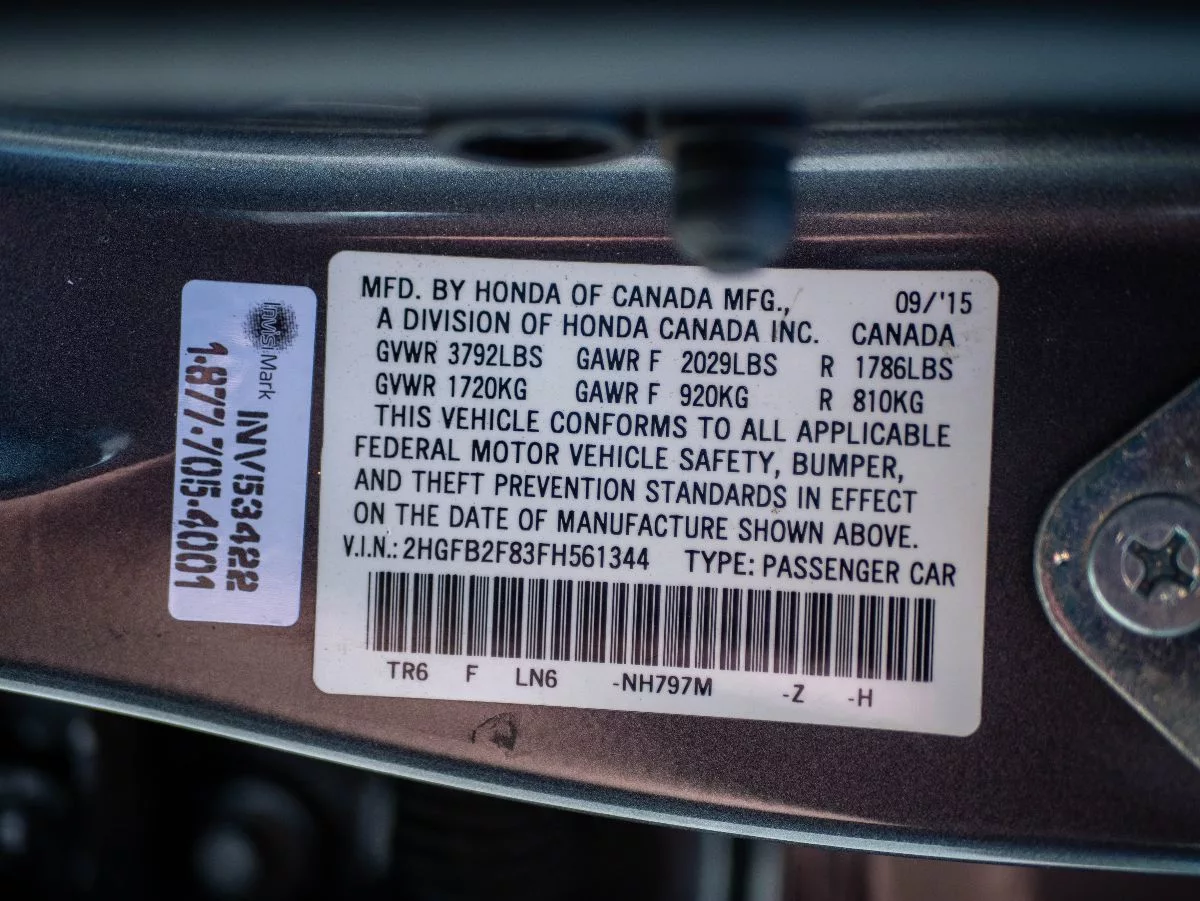 InvisiMark
INV53422
1-877-705-4001
MFD. BY HONDA OF CANADA MFG., 09/'15
A DIVISION OF HONDA CANADA INC. CANADA
GVWR 3792LBS GAWR F 2029LBS R 1786LBS
GVWR 1720KG GAWR F 920KG R 810KG
THIS VEHICLE CONFORMS TO ALL APPLICABLE
FEDERAL MOTOR VEHICLE SAFETY, BUMPER,
AND THEFT PREVENTION STANDARDS IN EFFECT
ON THE DATE OF MANUFACTURE SHOWN ABOVE.
V.I.N.: 2HGFB2F83FH561344 TYPE: PASSENGER CAR
TR6 F LN6 -NH797M -Z -H